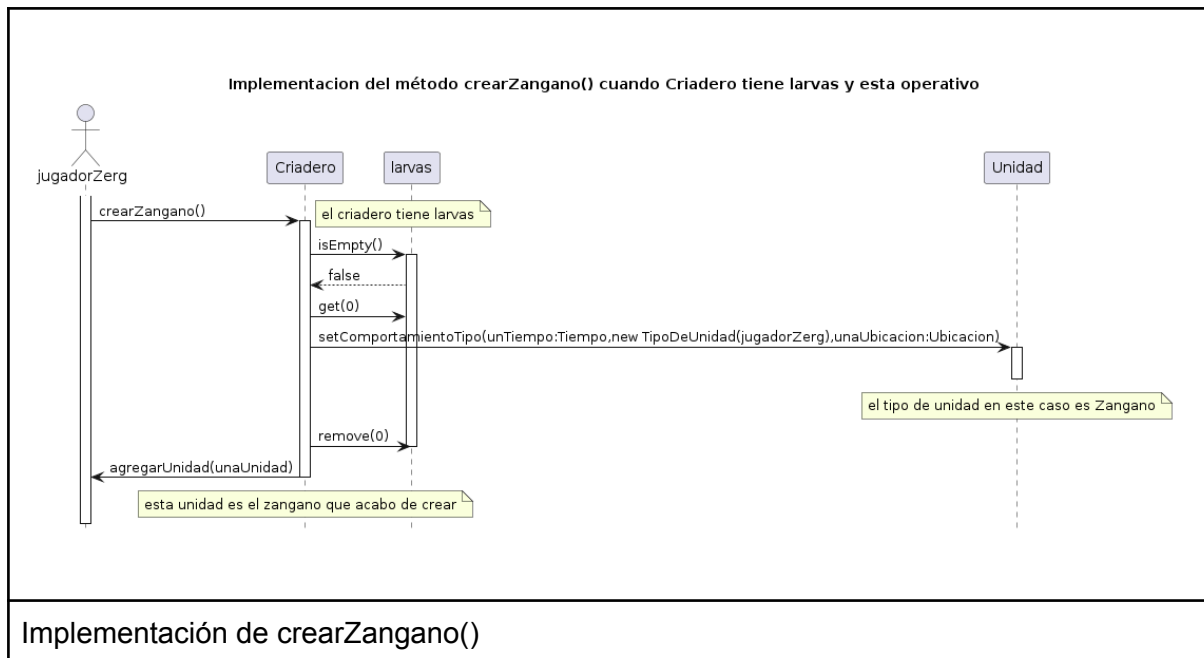 Implementacion del método crearZangano() cuando Criadero tiene larvas y esta operativo
jugadorZerg
Criadero
larvas
Unidad
crearZangano()
el criadero tiene larvas
isEmpty()
false
get(0)
setComportamientoTipo(unTiempo:Tiempo,new TipoDeUnidad(jugadorZerg),unaUbicacion:Ubicacion)
el tipo de unidad en este caso es Zangano
remove(0)
agregarUnidad(unaUnidad)
esta unidad es el zangano que acabo de crear
Implementación de crearZangano()